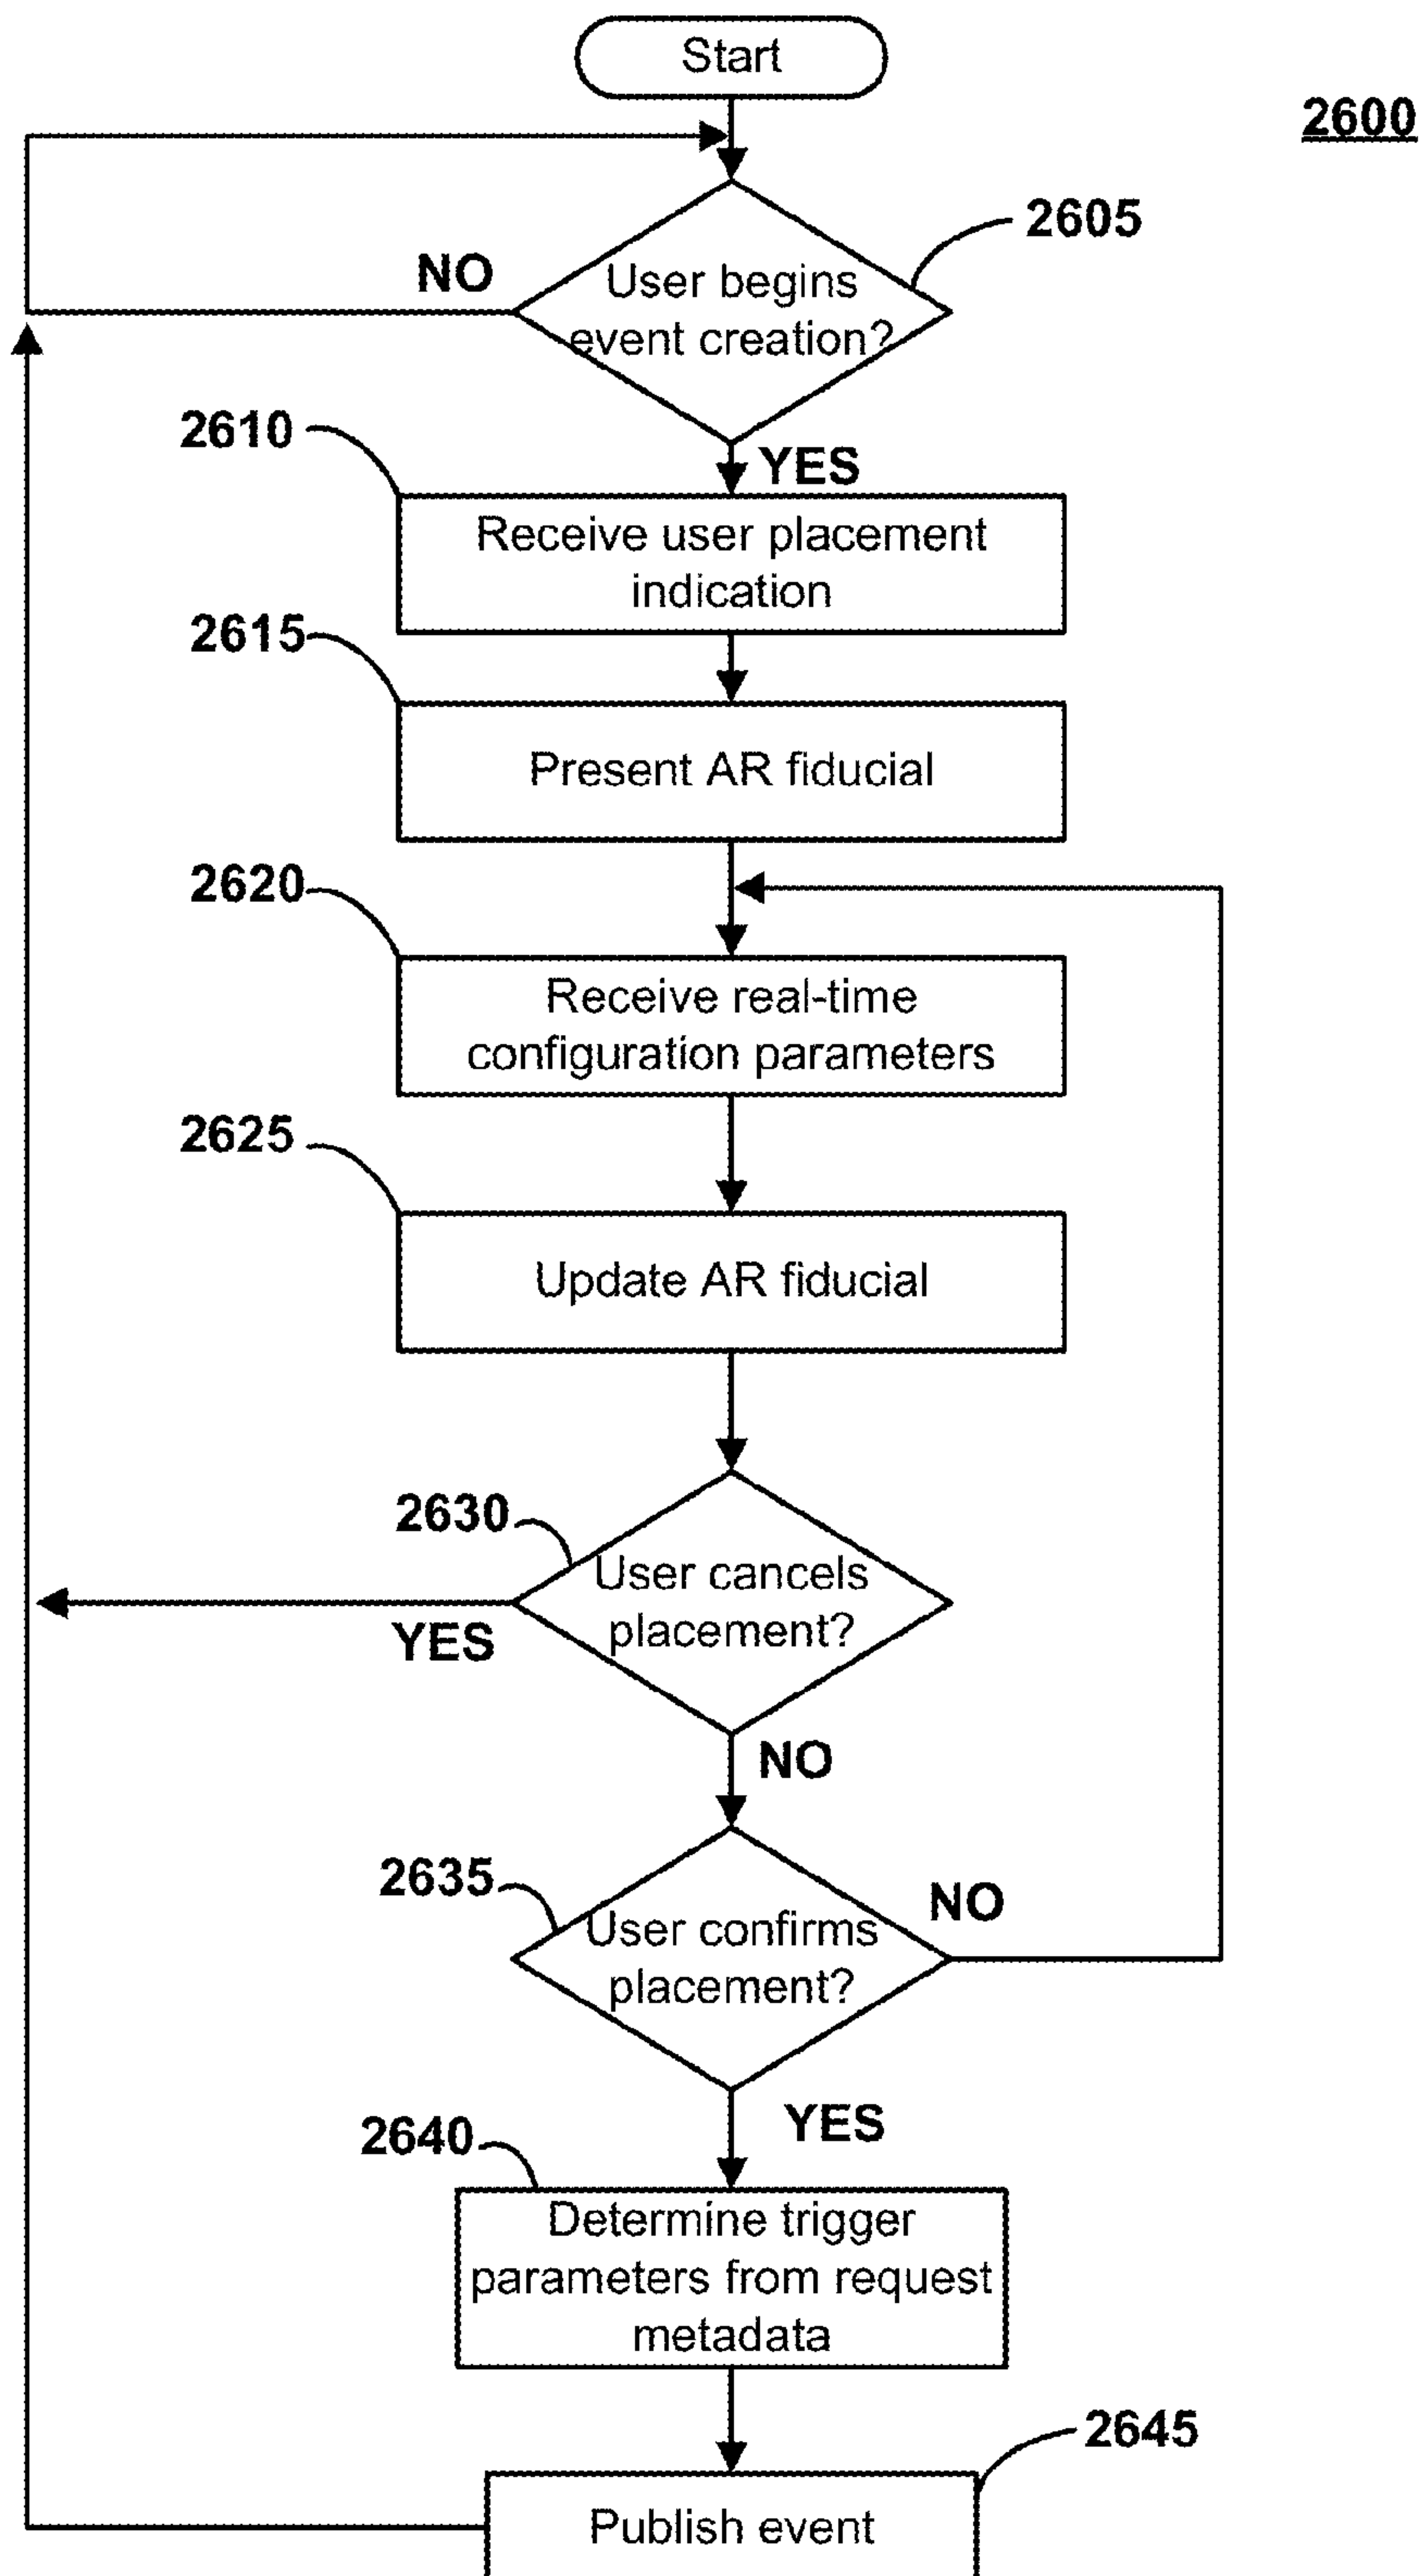 Start
2600
2605
User begins
event creation?
NO
YES
2610
Receive user placement
indication
2615
Present AR fiducial
2620
Receive real-time
configuration parameters
2625
Update AR fiducial
2630
User cancels
placement?
YES
NO
2635
User confirms
placement?
NO
YES
2640
Determine trigger
parameters from request
metadata
2645
Publish event